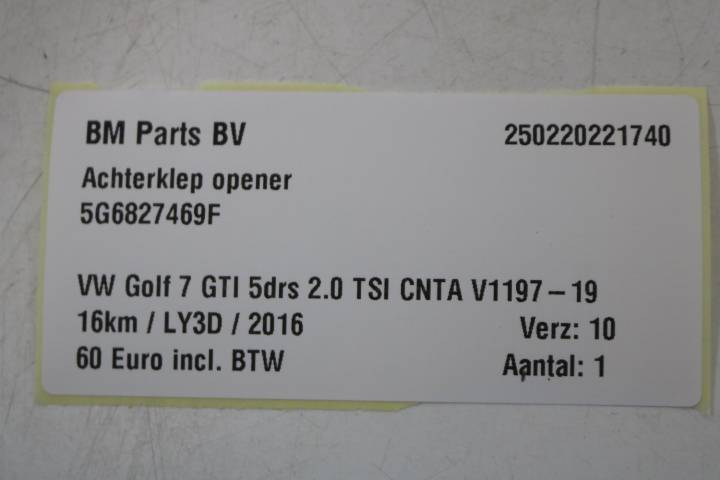 BM Parts BV 250220221740
Achterklep opener
5G6827469F
VW Golf 7 GTI 5drs 2.0 TSI CNTA V1197-19
16km / LY3D / 2016 Verz: 10
60 Euro incl. BTW Aantal: 1